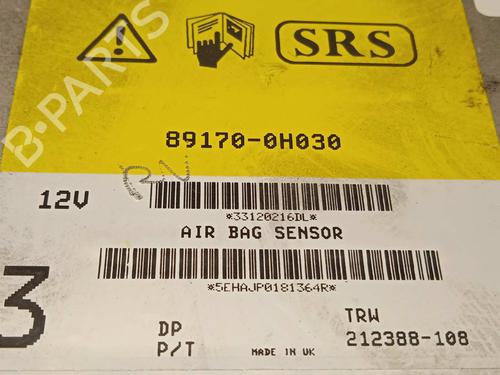 SRS
89170-0H030
12V
*33120216DL*
AIR BAG SENSOR
*5EHAJP0181364R*
3
DP
P/T
MADE IN UK
TRW
212388-108
B-PARTS